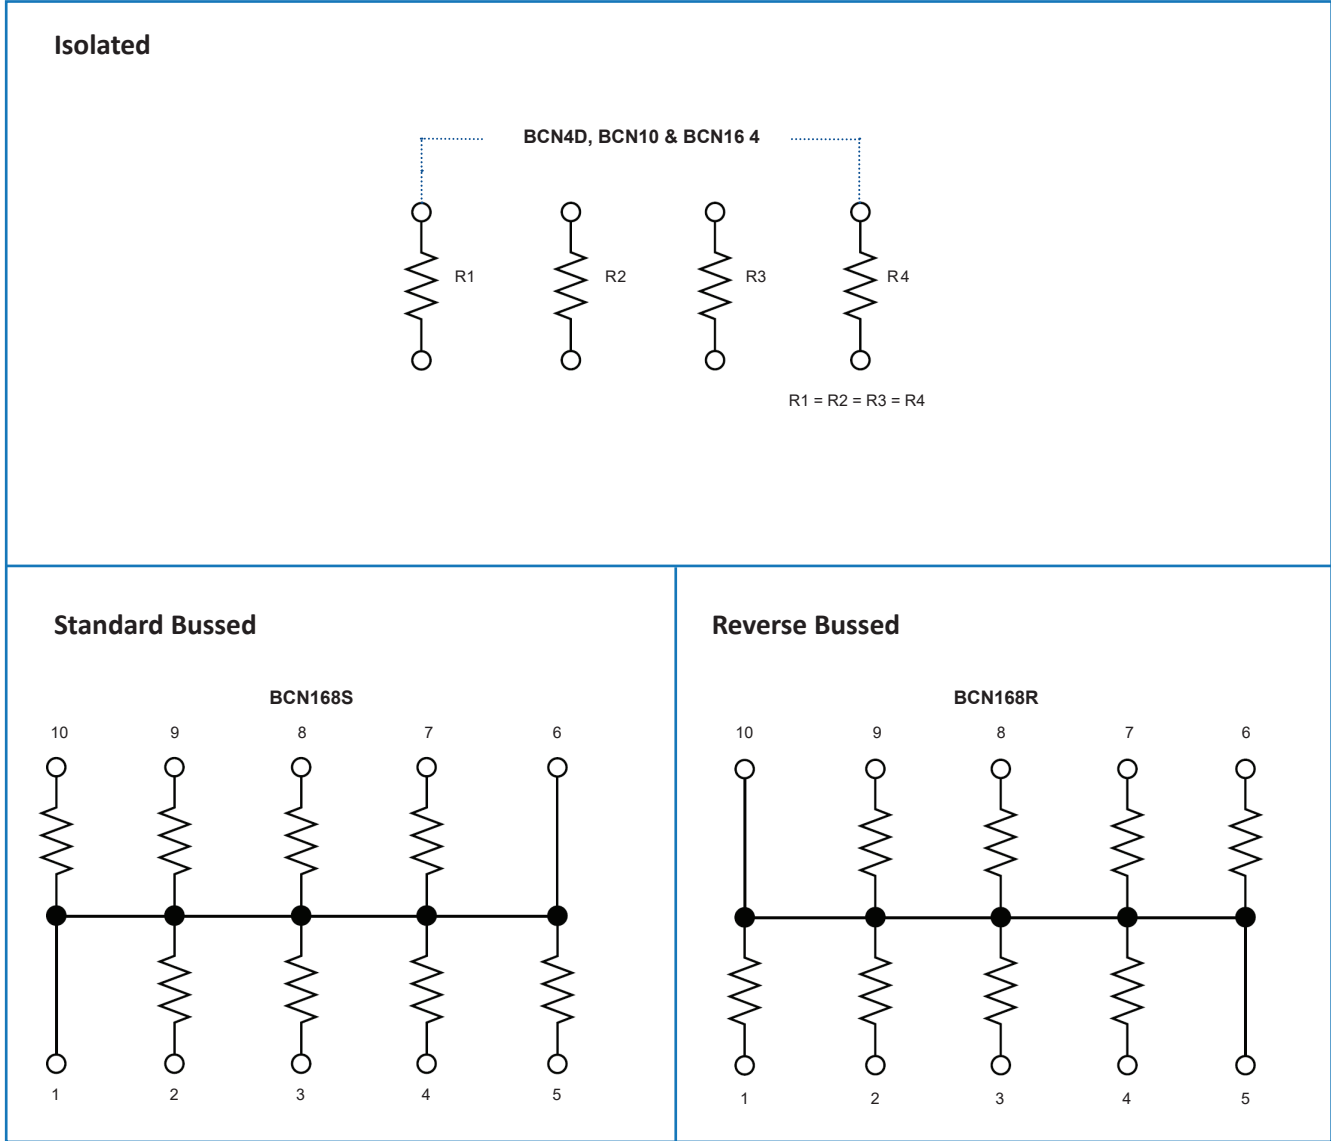 Isolated
BCN4D, BCN10 & BCN16 4
R1 R2 R3 R4
R1 = R2 = R3 = R4
Standard Bussed
BCN168S
10 9 8 7 6
1 2 3 4 5
Reverse Bussed
BCN168R
10 9 8 7 6
1 2 3 4 5